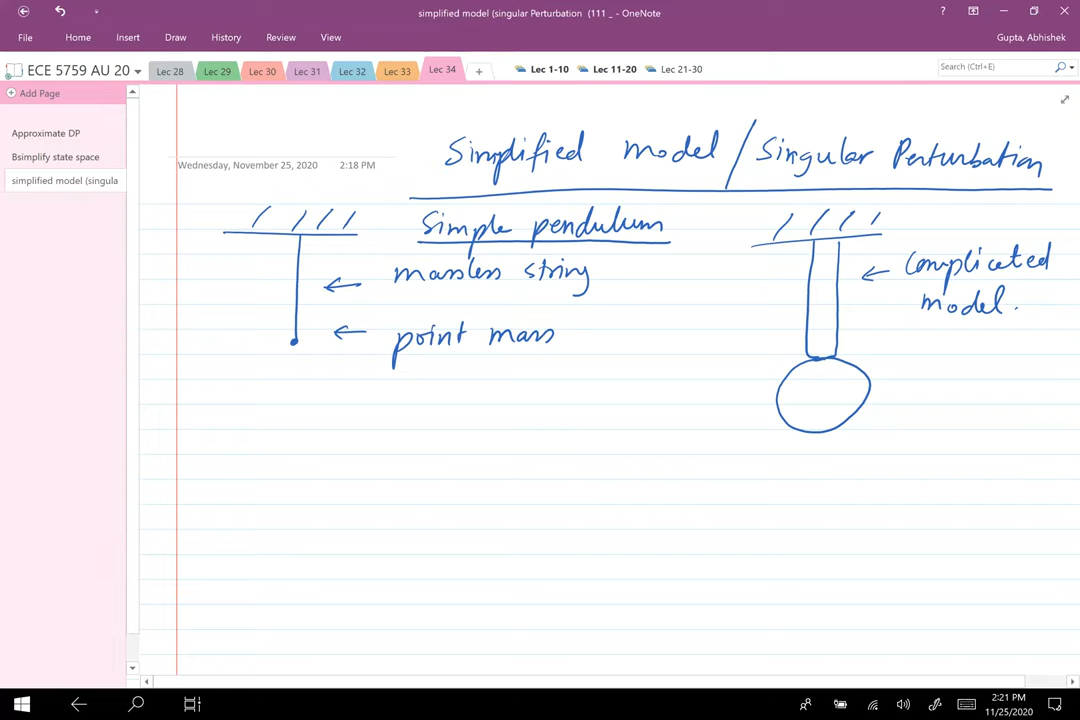 simplified model (singular Perturbation (111 _ - OneNote
File Home Insert Draw History Review View
Gupta, Abhishek
ECE 5759 AU 20
Lec 28 Lec 29 Lec 30 Lec 31 Lec 32 Lec 33 Lec 34 + Lec 1-10 Lec 11-20 Lec 21-30
Search (Ctrl+E)
Add Page
Approximate DP
Bsimplify state space
simplified model (singula
Wednesday, November 25, 2020 2:18 PM
Simplified model / Singular Perturbation
Simple pendulum
massless string
point mass
complicated
model.
2:21 PM
11/25/2020